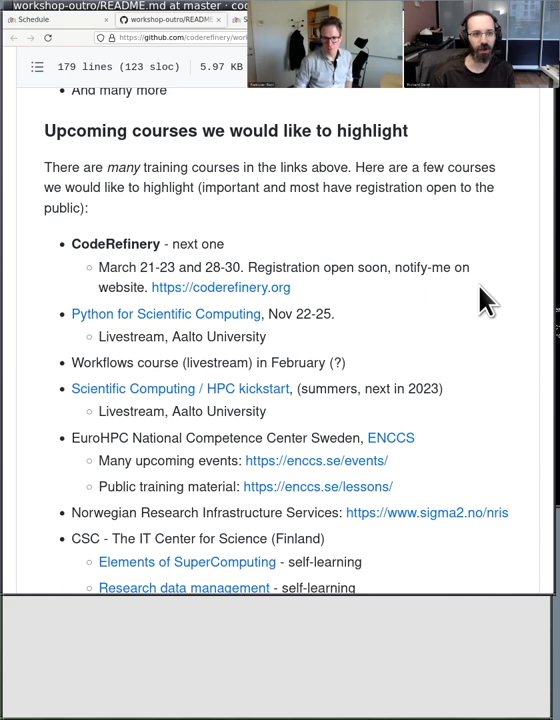 workshop-outro/README.md at master · co
Schedule
workshop-outro/README
https://github.com/coderefinery/wor
179 lines (123 sloc)
5.97 KB
And many more
Upcoming courses we would like to highlight
There are many training courses in the links above. Here are a few courses
we would like to highlight (important and most have registration open to the
public):
CodeRefinery - next one
March 21-23 and 28-30. Registration open soon, notify-me on
website. https://coderefinery.org
Python for Scientific Computing, Nov 22-25.
Livestream, Aalto University
Workflows course (livestream) in February (?)
Scientific Computing / HPC kickstart, (summers, next in 2023)
Livestream, Aalto University
EuroHPC National Competence Center Sweden, ENCCS
Many upcoming events: https://enccs.se/events/
Public training material: https://enccs.se/lessons/
Norwegian Research Infrastructure Services: https://www.sigma2.no/nris
CSC - The IT Center for Science (Finland)
Elements of SuperComputing - self-learning
Research data management - self-learning